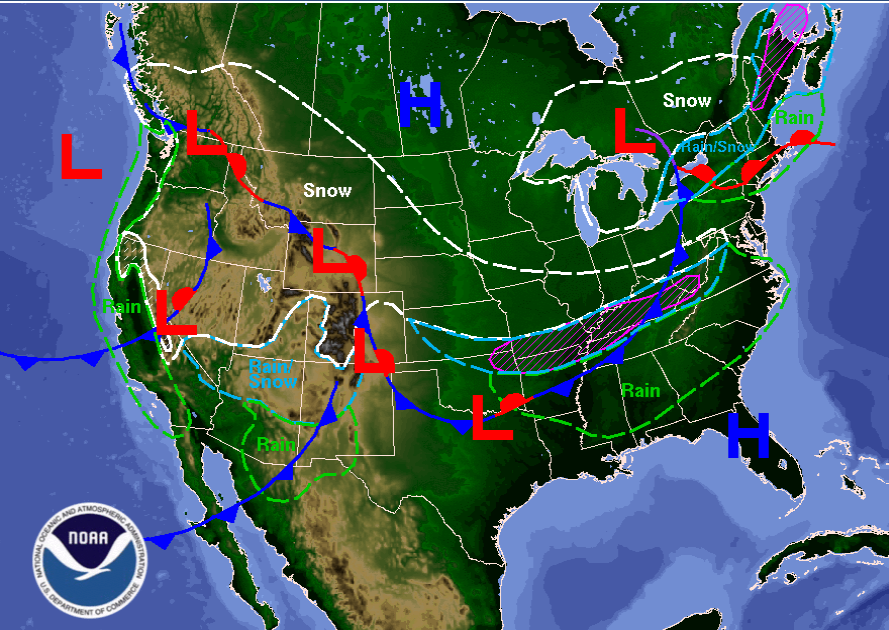 H
Snow
L
Rain/Snow
Rain
L
L
Snow
L
L
Rain
L
Rain/
Snow
L
Rain
L
H
Rain
NATIONAL OCEANIC AND ATMOSPHERIC ADMINISTRATION
NOAA
U.S. DEPARTMENT OF COMMERCE